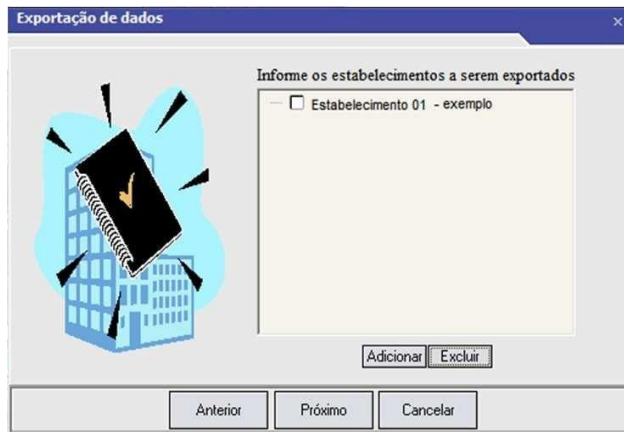 Exportação de dados
Informe os estabelecimentos a serem exportados
Estabelecimento 01 - exemplo
Adicionar Excluir
Anterior Próximo Cancelar